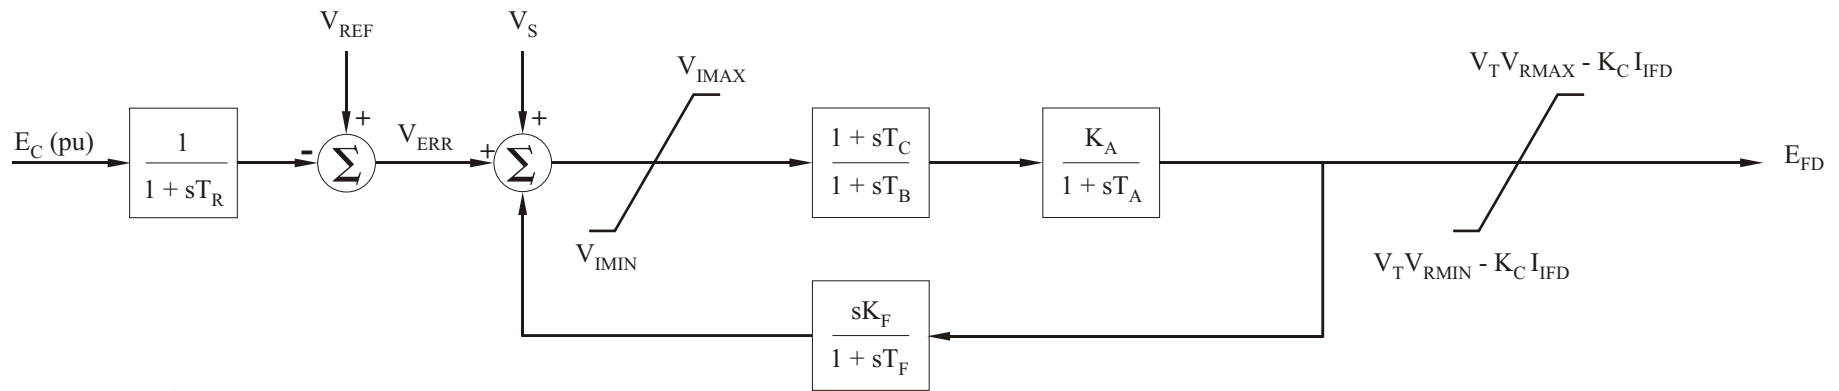 V_REF
V_S
V_IMAX
V_T V_RMAX - K_C I_IFD
E_C (pu)
1
1 + sT_R
-
+
Σ
V_ERR
+
+
Σ
1 + sT_C
1 + sT_B
K_A
1 + sT_A
E_FD
V_IMIN
V_T V_RMIN - K_C I_IFD
sK_F
1 + sT_F